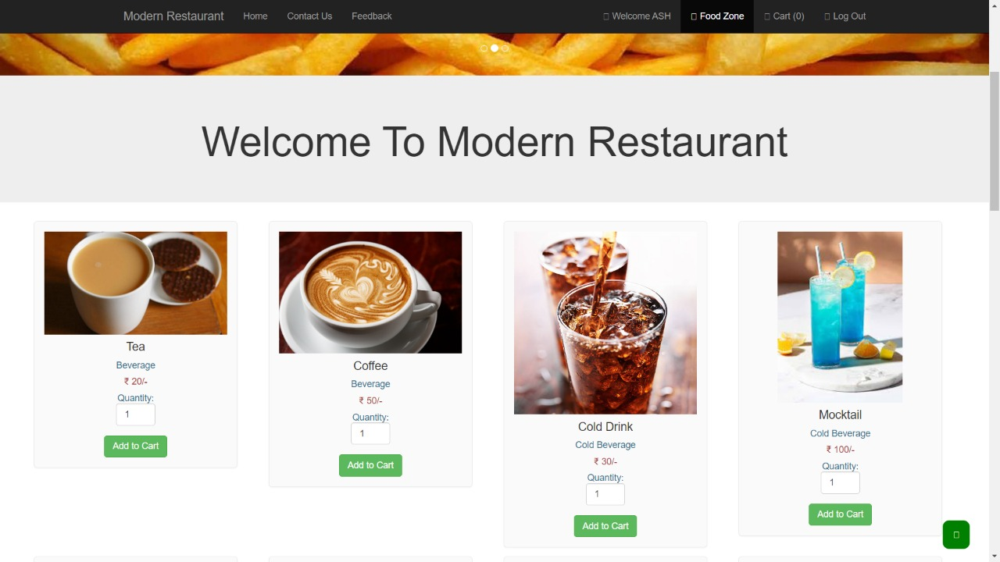 Modern Restaurant Home Contact Us Feedback Welcome ASH Food Zone Cart (0) Log Out
Welcome To Modern Restaurant
Tea
Beverage
₹ 20/-
Quantity:
1
Add to Cart
Coffee
Beverage
₹ 50/-
Quantity:
1
Add to Cart
Cold Drink
Cold Beverage
₹ 30/-
Quantity:
1
Add to Cart
Mocktail
Cold Beverage
₹ 100/-
Quantity:
1
Add to Cart